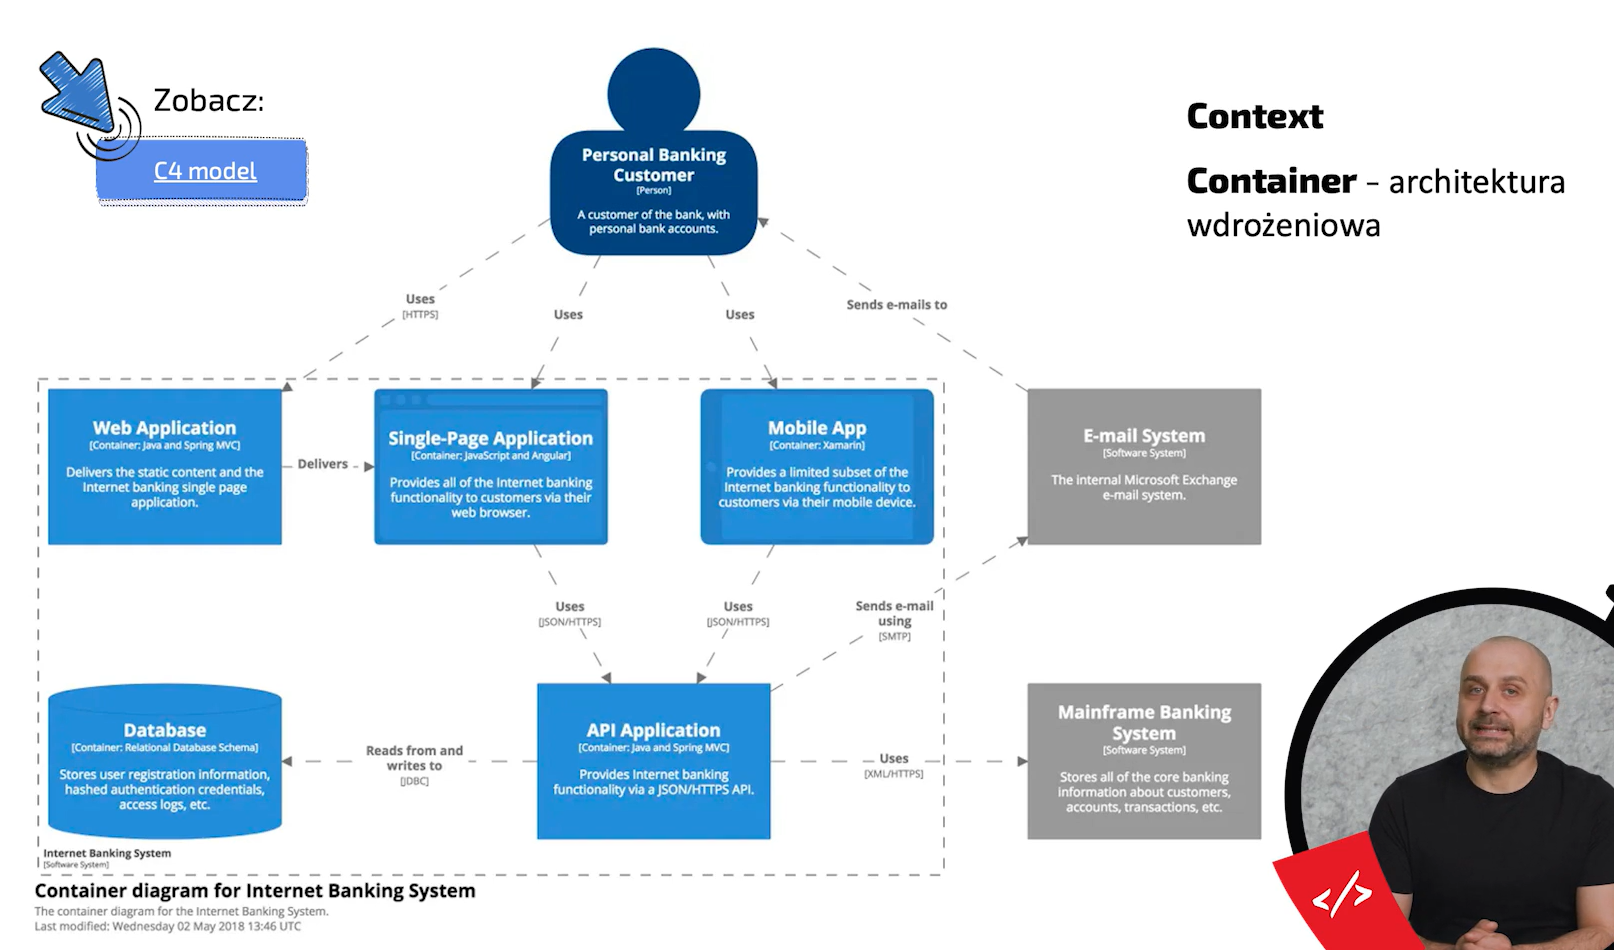 Zobacz:
C4 model
Context
Container - architektura
wdrożeniowa
Personal Banking
Customer
[Person]
A customer of the bank, with
personal bank accounts.
Uses
[HTTPS]
Uses
Uses
Sends e-mails to
Web Application
[Container: Java and Spring MVC]
Delivers the static content and the
Internet banking single page
application.
Delivers
Single-Page Application
[Container: JavaScript and Angular]
Provides all of the Internet banking
functionality to customers via their
web browser.
Mobile App
[Container: Xamarin]
Provides a limited subset of the
Internet banking functionality to
customers via their mobile device.
E-mail System
[Software System]
The internal Microsoft Exchange
e-mail system.
Uses
[JSON/HTTPS]
Uses
[JSON/HTTPS]
Sends e-mail
using
[SMTP]
Database
[Container: Relational Database Schema]
Stores user registration information,
hashed authentication credentials,
access logs, etc.
Reads from and
writes to
[JDBC]
API Application
[Container: Java and Spring MVC]
Provides Internet banking
functionality via a JSON/HTTPS API.
Uses
[XML/HTTPS]
Mainframe Banking
System
[Software System]
Stores all of the core banking
information about customers,
accounts, transactions, etc.
Internet Banking System
[Software System]
Container diagram for Internet Banking System
The container diagram for the Internet Banking System.
Last modified: Wednesday 02 May 2018 13:46 UTC
</>